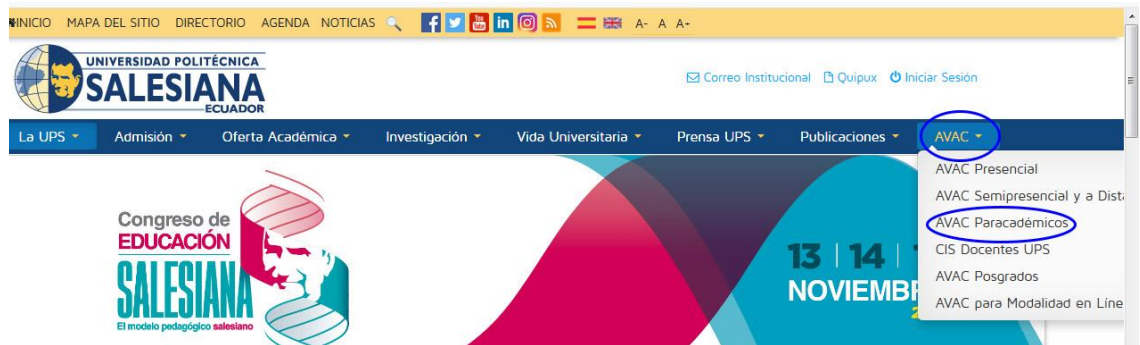 INICIO MAPA DEL SITIO DIRECTORIO AGENDA NOTICIAS A- A A+
UNIVERSIDAD POLITÉCNICA
SALESIANA
ECUADOR
Correo Institucional Quipux Iniciar Sesión
La UPS Admisión Oferta Académica Investigación Vida Universitaria Prensa UPS Publicaciones AVAC
AVAC Presencial
AVAC Semipresencial y a Dist
AVAC Paracadémicos
CIS Docentes UPS
AVAC Posgrados
AVAC para Modalidad en Líne
Congreso de
EDUCACIÓN
SALESIANA
El modelo pedagógico salesiano
13 | 14 |
NOVIEMB